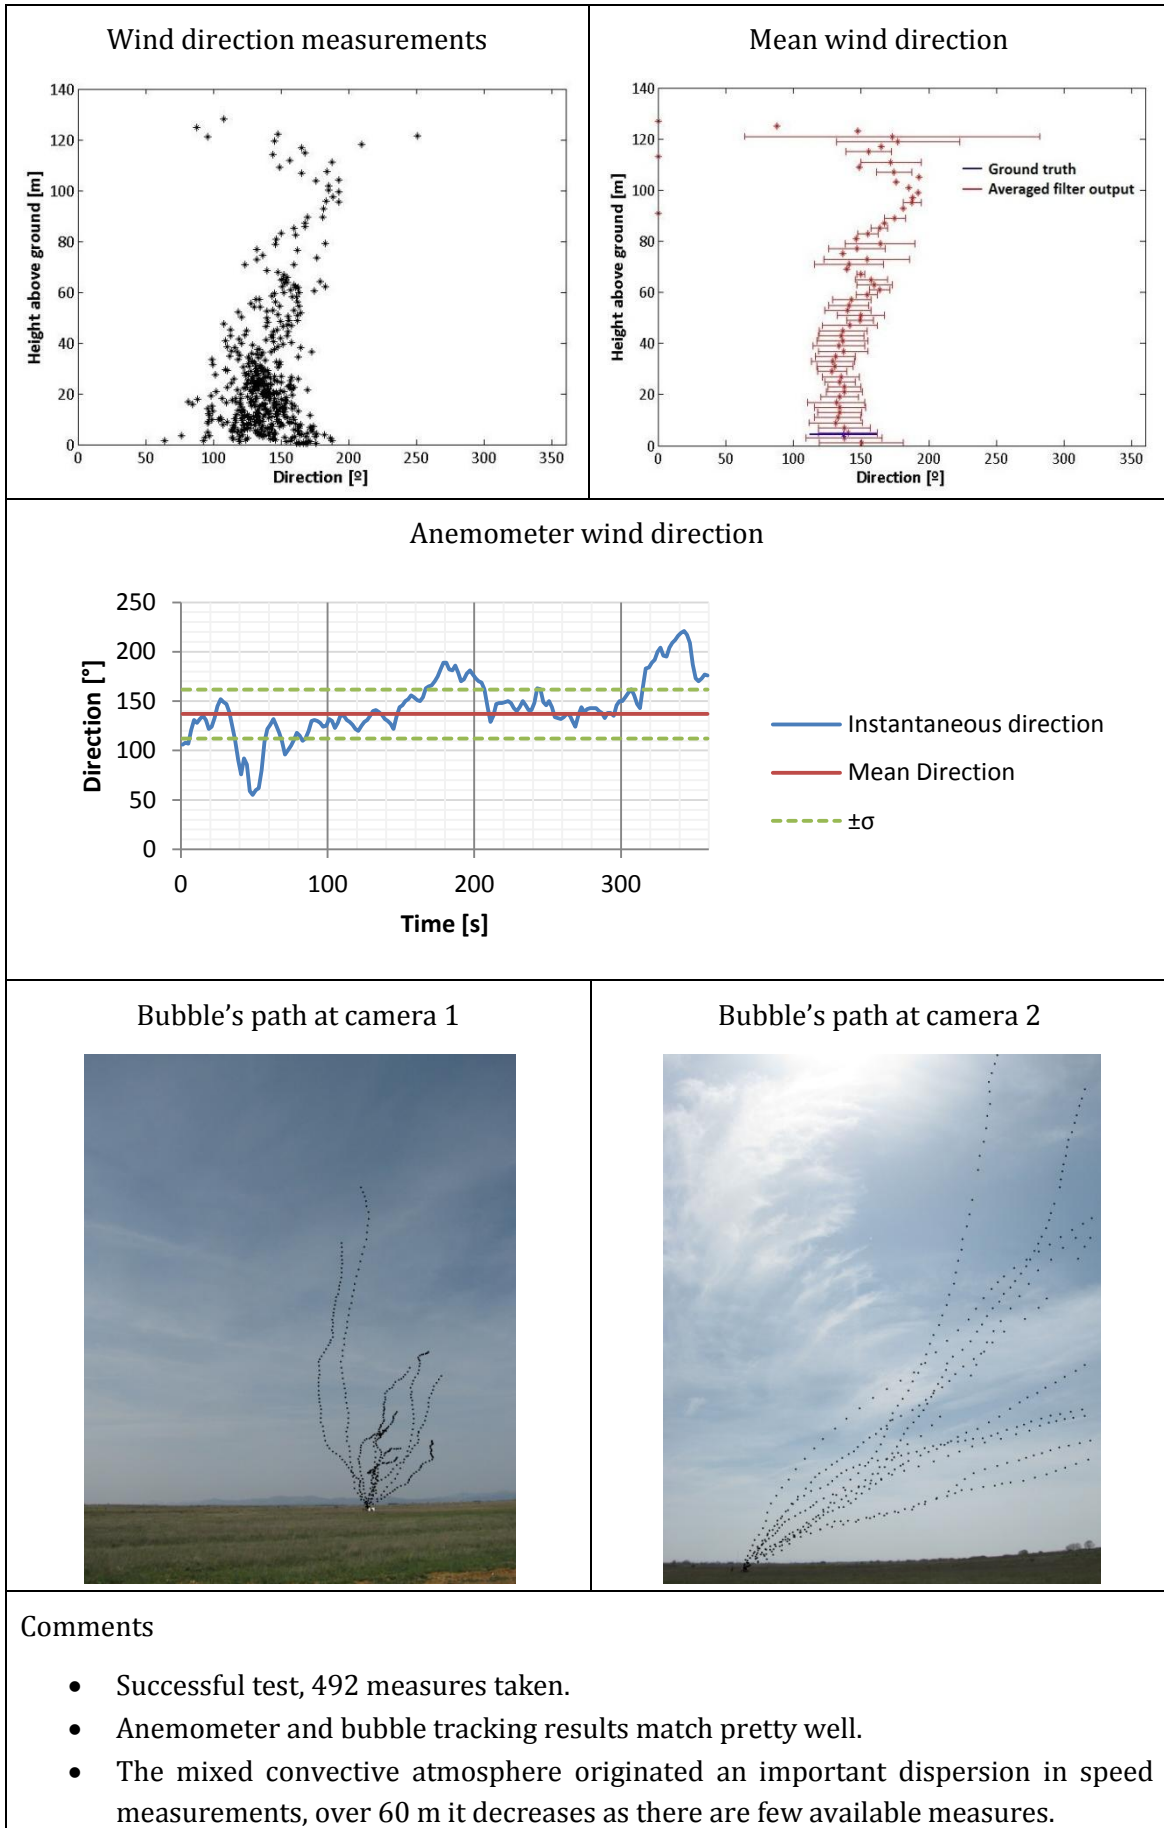 Wind direction measurements
140
120
100
80
60
40
20
0
Height above ground [m]
0 50 100 150 200 250 300 350
Direction [º]
Mean wind direction
140
120
100
80
60
40
20
0
Height above ground [m]
Ground truth
Averaged filter output
0 50 100 150 200 250 300 350
Direction [º]
Anemometer wind direction
250
200
150
100
50
0
Direction [°]
0 100 200 300
Time [s]
Instantaneous direction
Mean Direction
±σ
Bubble’s path at camera 1
Bubble’s path at camera 2
Comments
• Successful test, 492 measures taken.
• Anemometer and bubble tracking results match pretty well.
• The mixed convective atmosphere originated an important dispersion in speed
measurements, over 60 m it decreases as there are few available measures.